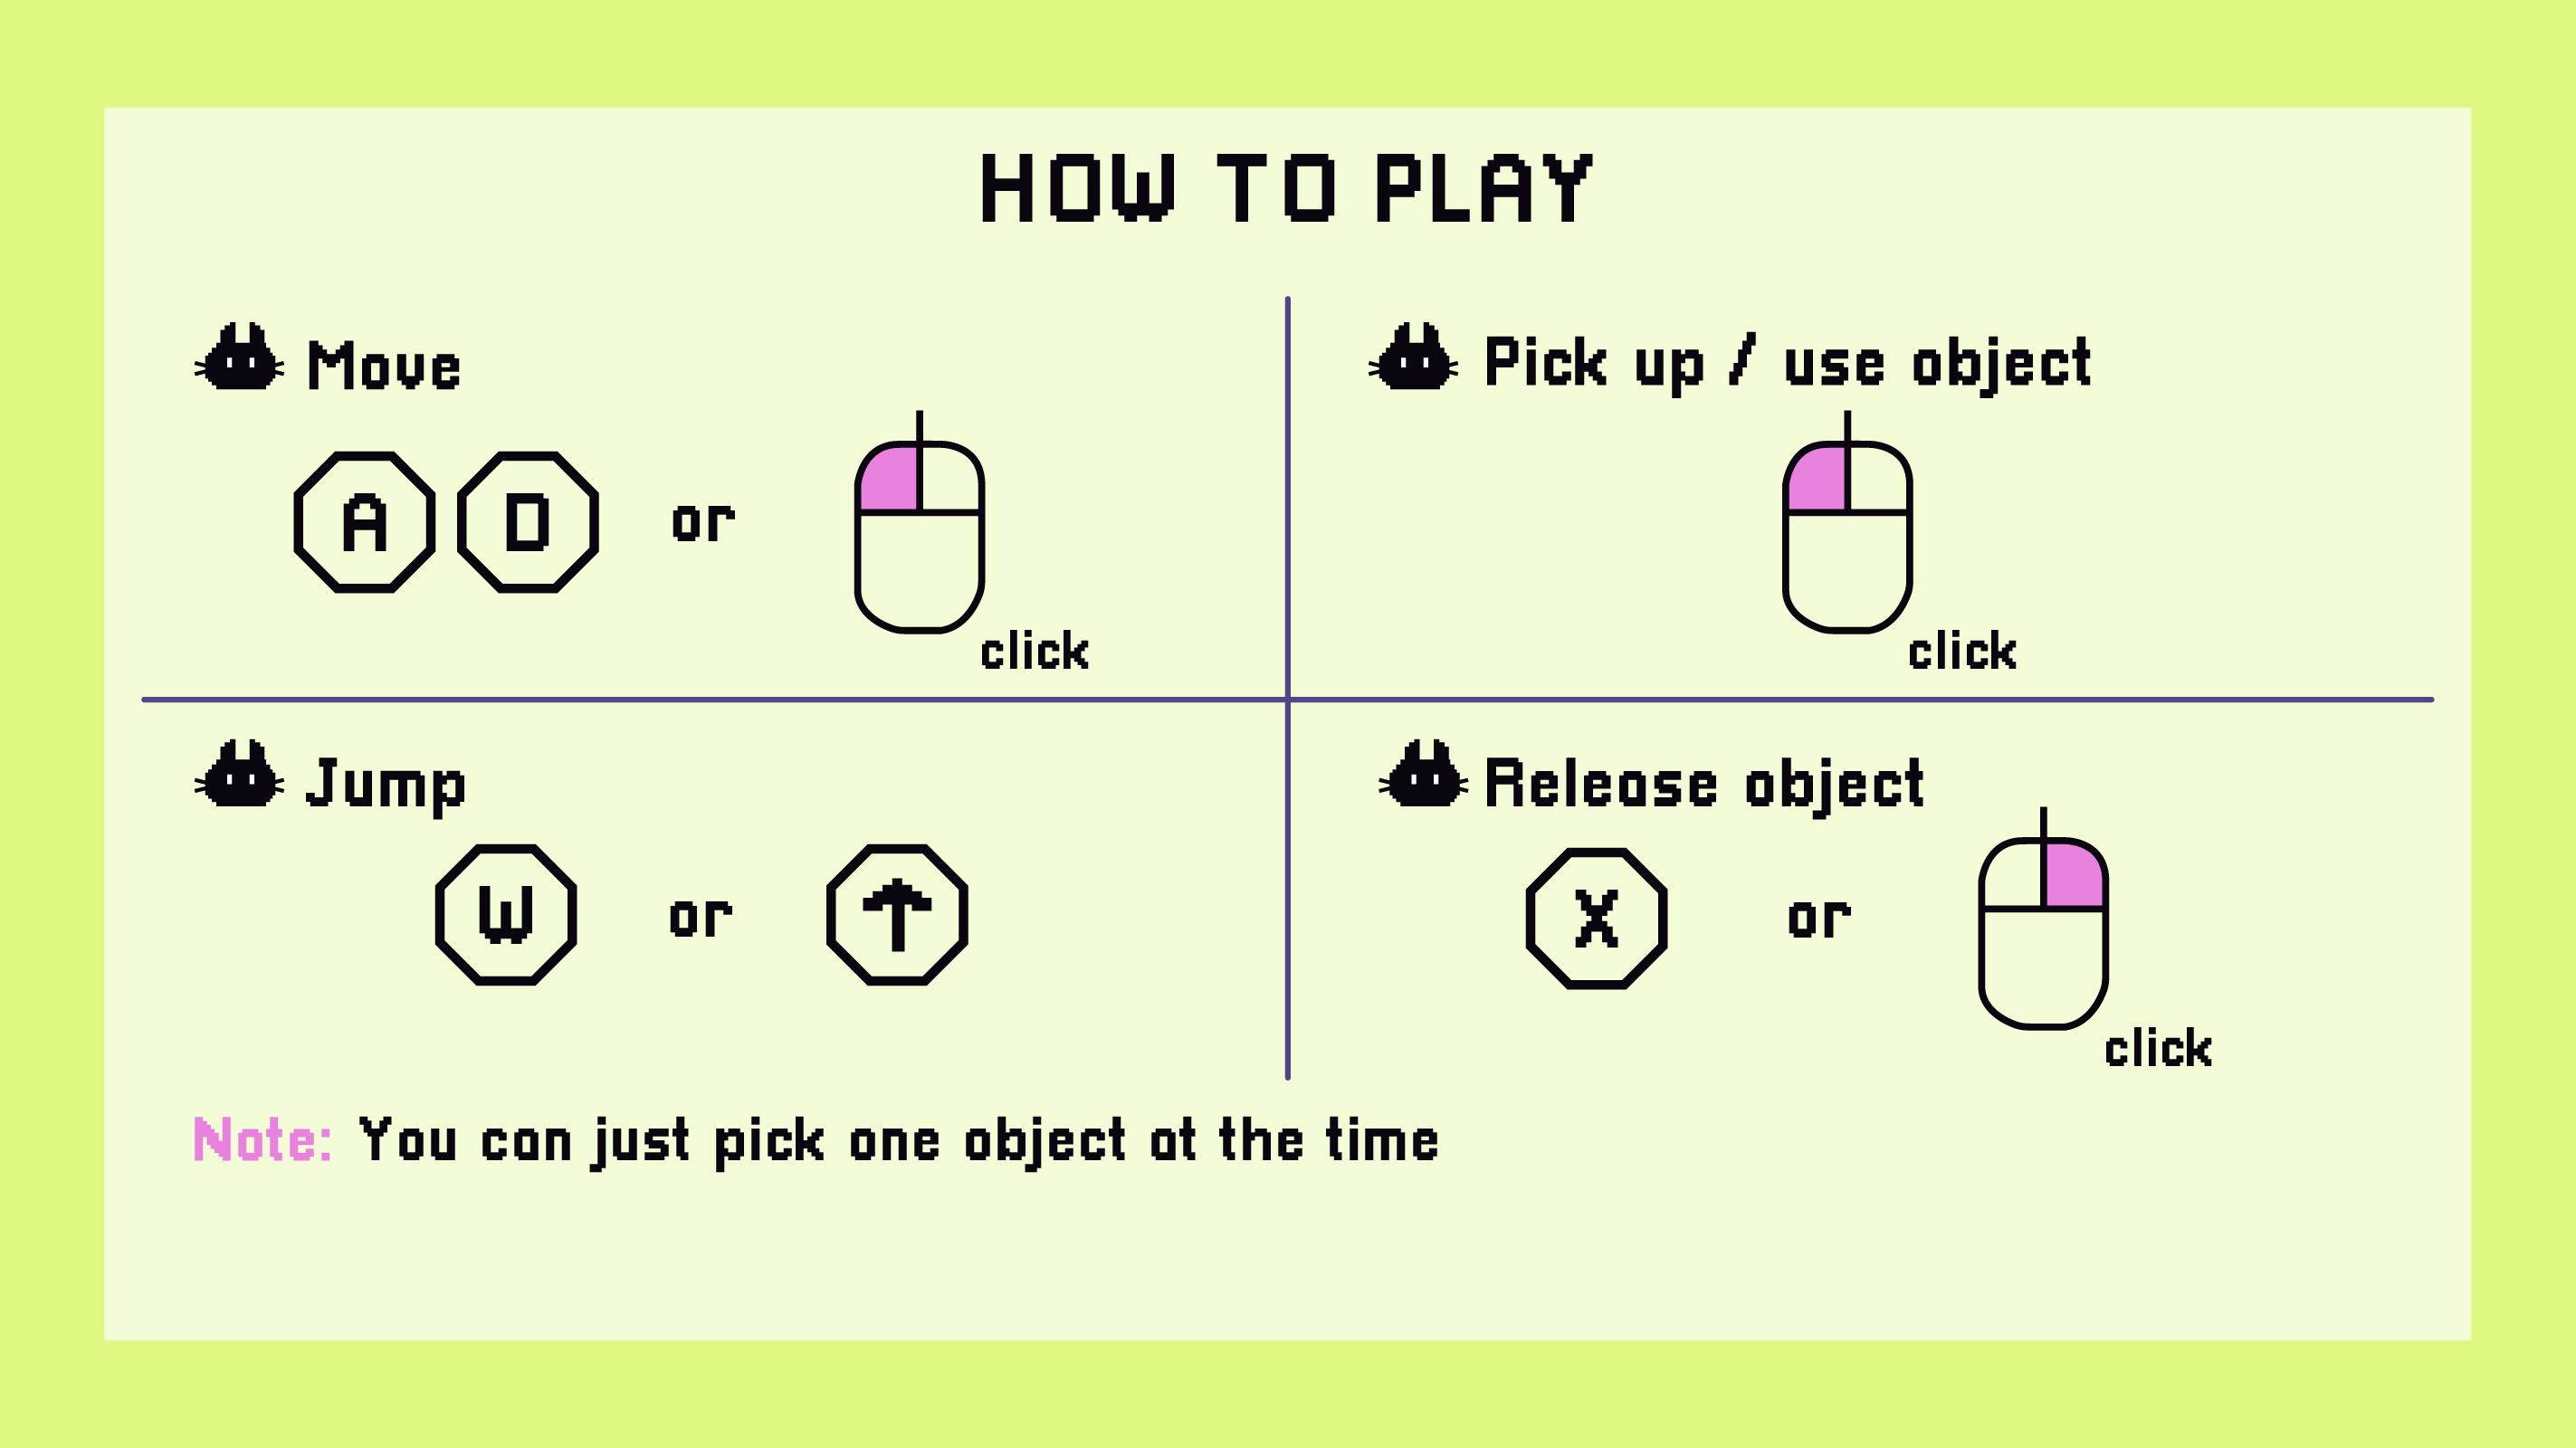 HOW TO PLAY
Move
A D or
click
Pick up / use object
click
Jump
W or ↑
Release object
X or
click
Note: You can just pick one object at the time